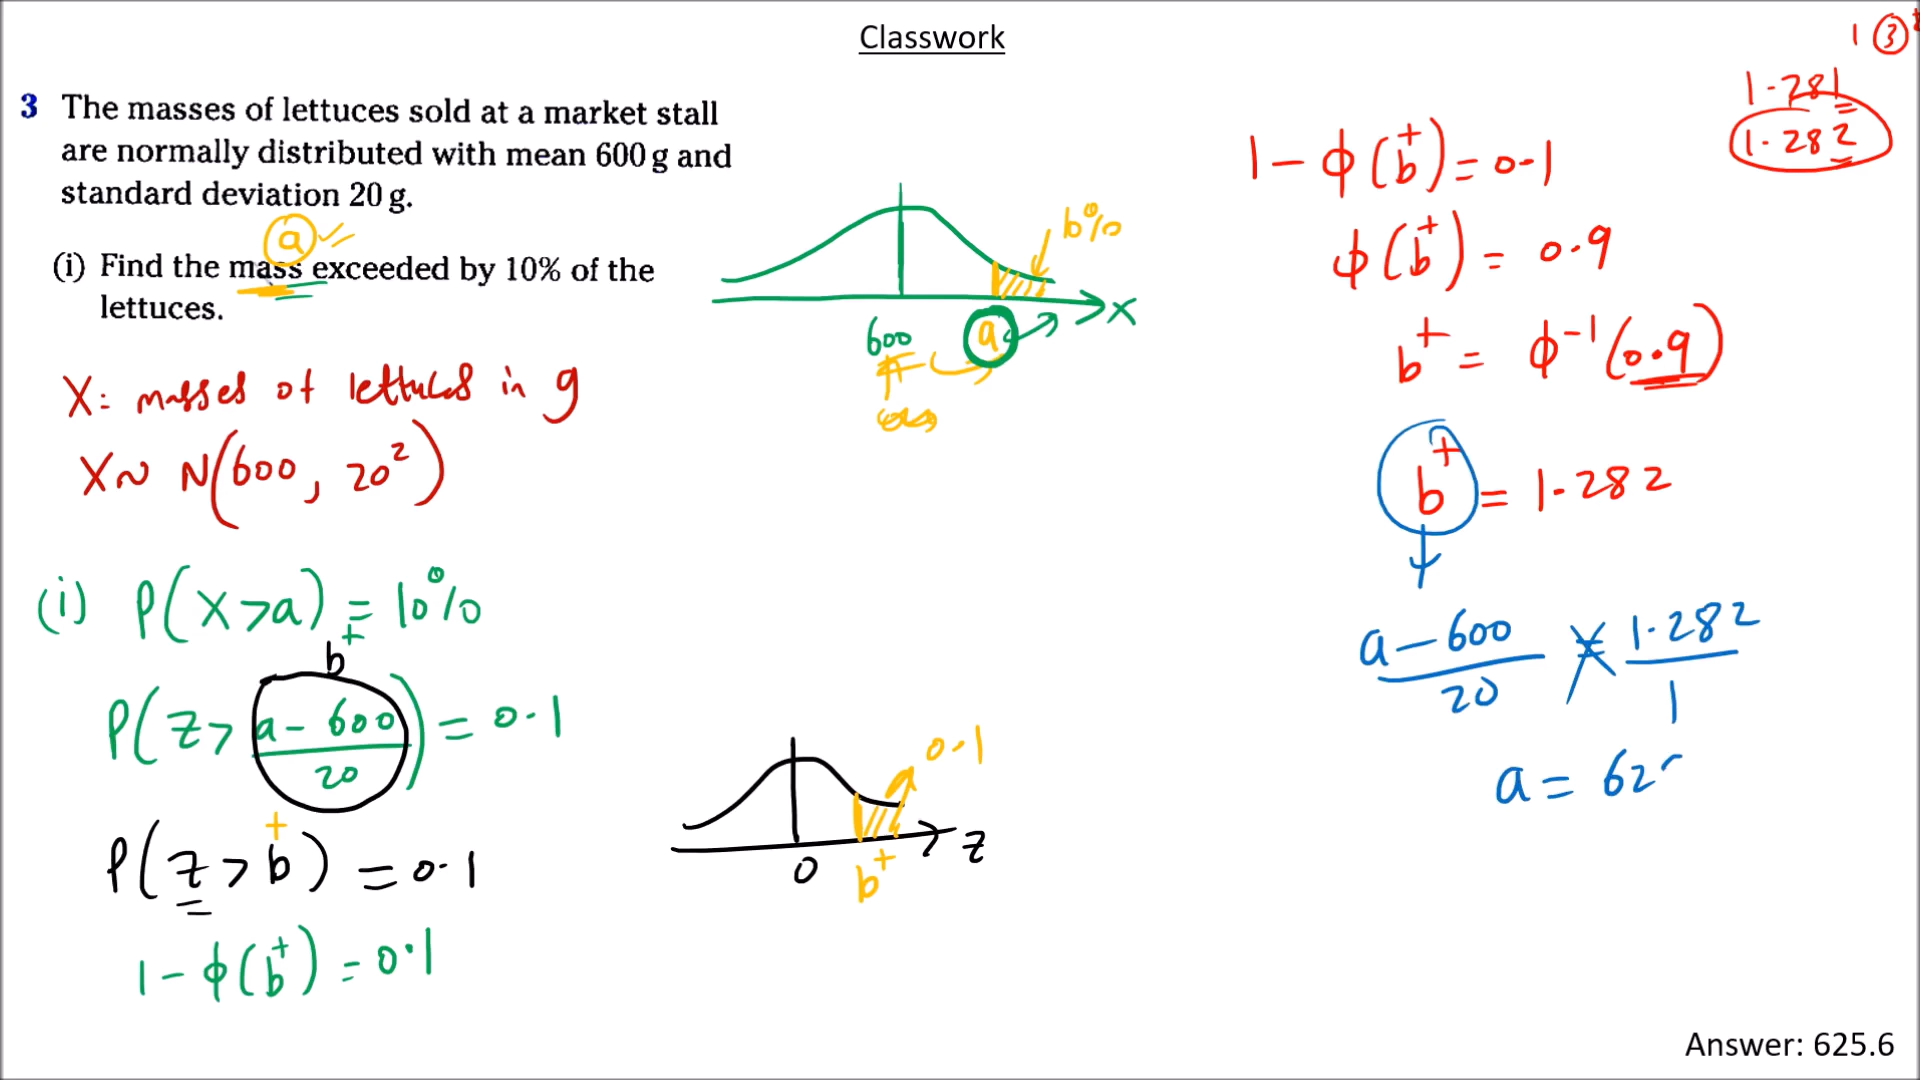 Classwork
3 The masses of lettuces sold at a market stall
are normally distributed with mean 600 g and
standard deviation 20 g.
a
(i) Find the mass exceeded by 10% of the
lettuces.
X: masses of lettuces in g
X ~ N(600, 20²)
(i) P(X > a) = 10%
b⁺
P(Z > (a - 600)/20) = 0.1
P(Z > b⁺) = 0.1
1 - φ(b⁺) = 0.1
b%
600 a X
0.1
0 b⁺ Z
1 3
1.281
1.282
1 - φ(b⁺) = 0.1
φ(b⁺) = 0.9
b⁺ = φ⁻¹(0.9)
b⁺ = 1.282
(a - 600)/20 = 1.282/1
a = 62
Answer: 625.6